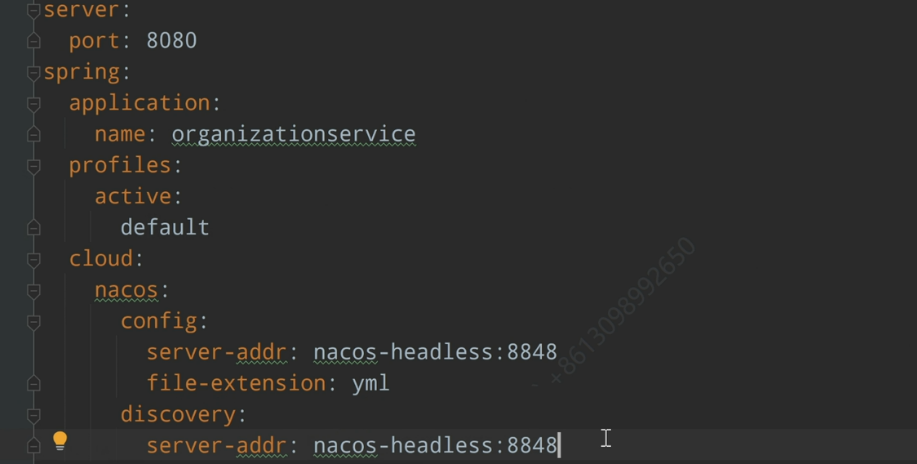 server:
  port: 8080
spring:
  application:
    name: organizationservice
  profiles:
    active:
      default
  cloud:
    nacos:
      config:
        server-addr: nacos-headless:8848
        file-extension: yml
      discovery:
        server-addr: nacos-headless:8848
+8613098992650